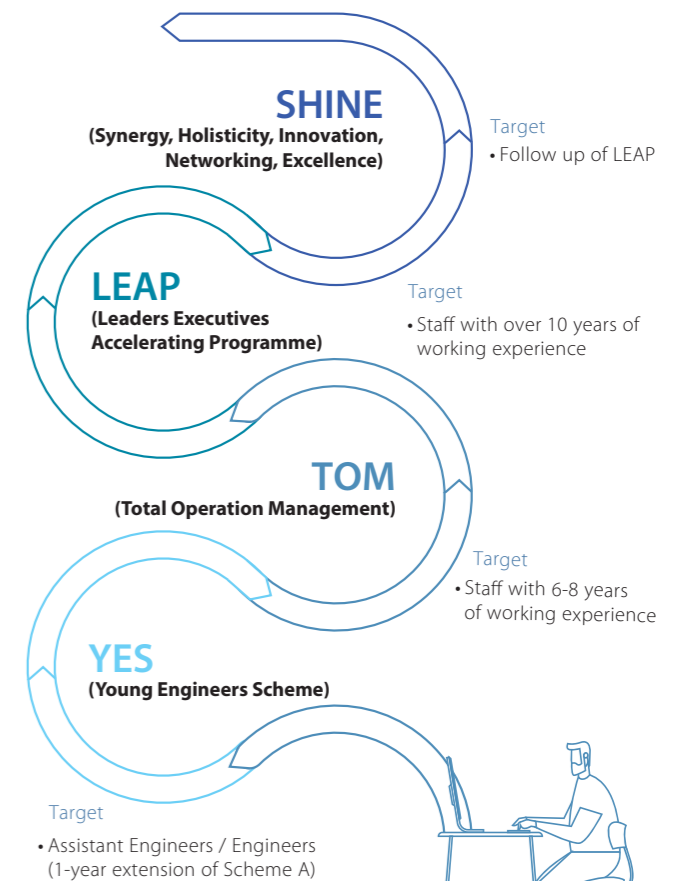 SHINE
(Synergy, Holisticity, Innovation,
Networking, Excellence)
Target
• Follow up of LEAP
LEAP
(Leaders Executives
Accelerating Programme)
Target
• Staff with over 10 years of
working experience
TOM
(Total Operation Management)
Target
• Staff with 6-8 years
of working experience
YES
(Young Engineers Scheme)
Target
• Assistant Engineers / Engineers
(1-year extension of Scheme A)